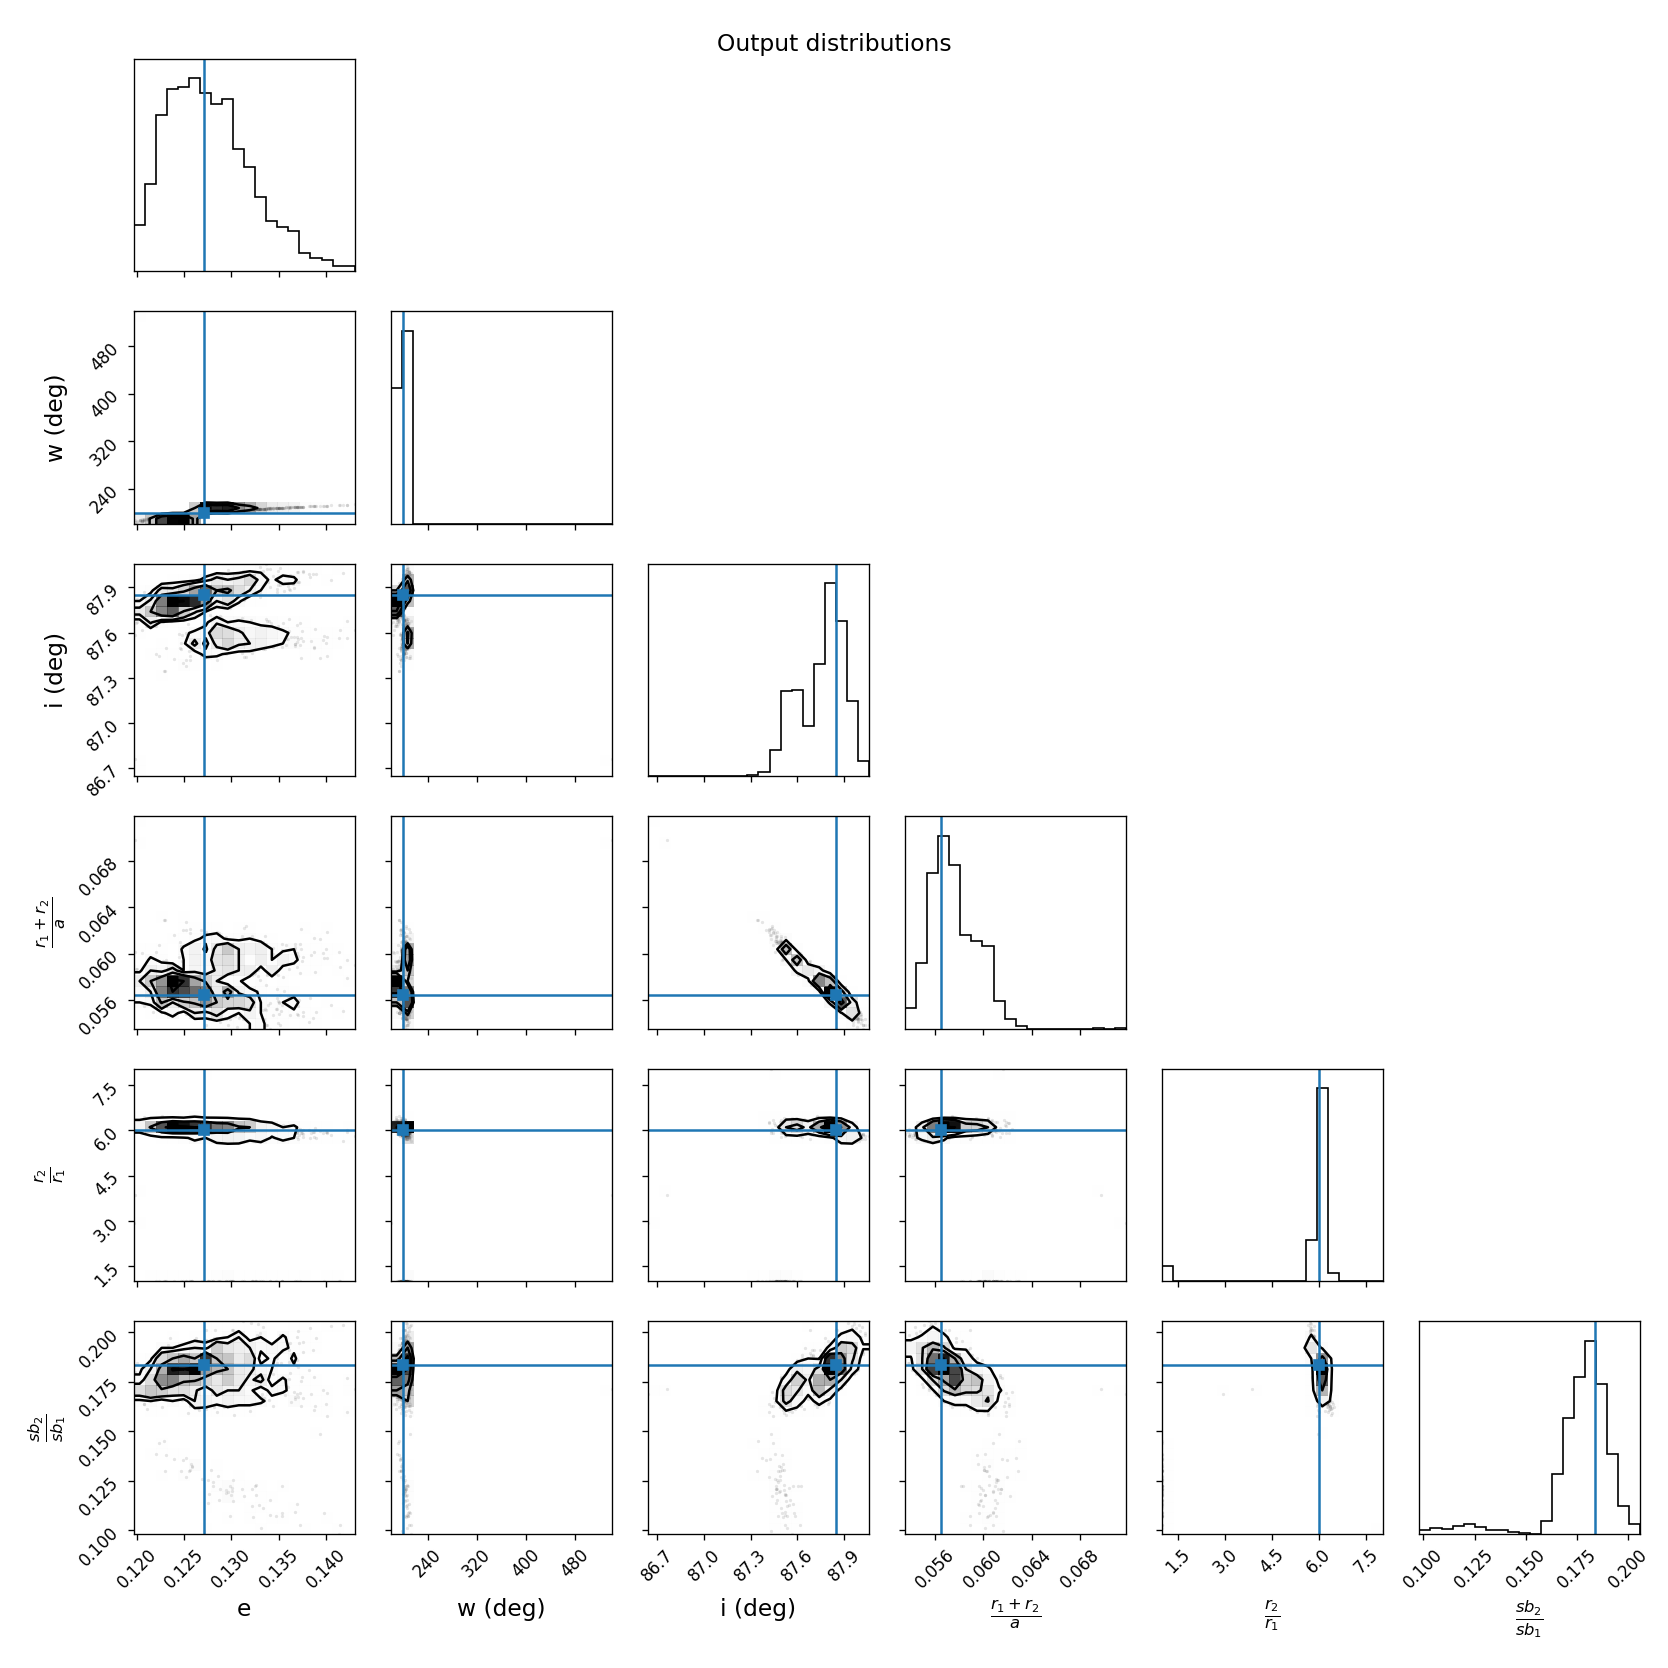 Output distributions
w (deg)
480
400
320
240
i (deg)
87.9
87.6
87.3
87.0
86.7
r₁ + r₂
a
0.068
0.064
0.060
0.056
r₂
r₁
7.5
6.0
4.5
3.0
1.5
sb₂
sb₁
0.200
0.175
0.150
0.125
0.100
0.120 0.125 0.130 0.135 0.140
240 320 400 480
86.7 87.0 87.3 87.6 87.9
0.056 0.060 0.064 0.068
1.5 3.0 4.5 6.0 7.5
0.100 0.125 0.150 0.175 0.200
e
w (deg)
i (deg)
r₁ + r₂
a
r₂
r₁
sb₂
sb₁